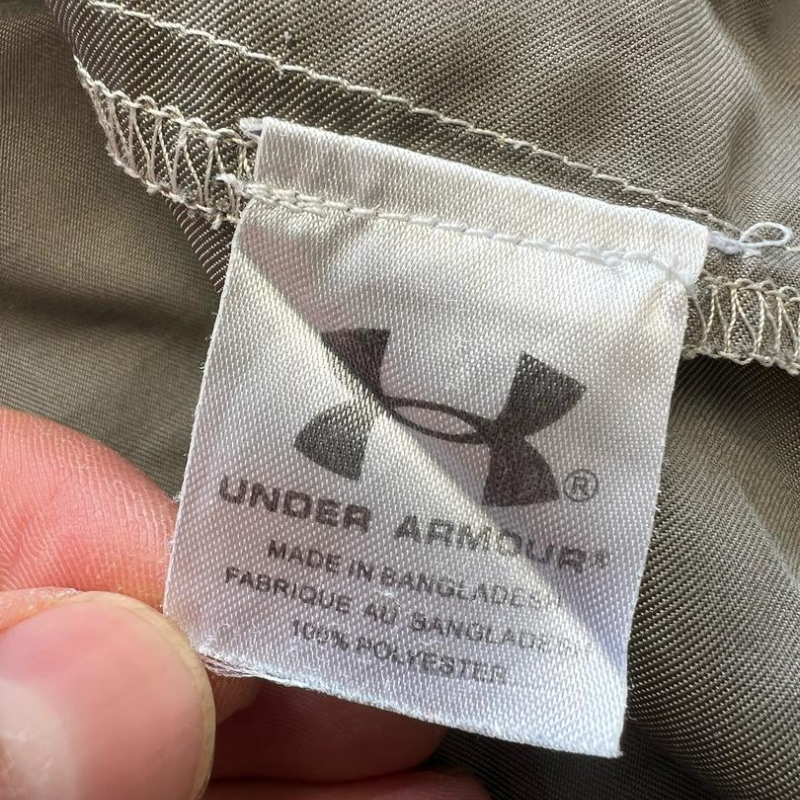 ®
UNDER ARMOUR®
MADE IN BANGLADESH
FABRIQUE AU BANGLADESH
100% POLYESTER